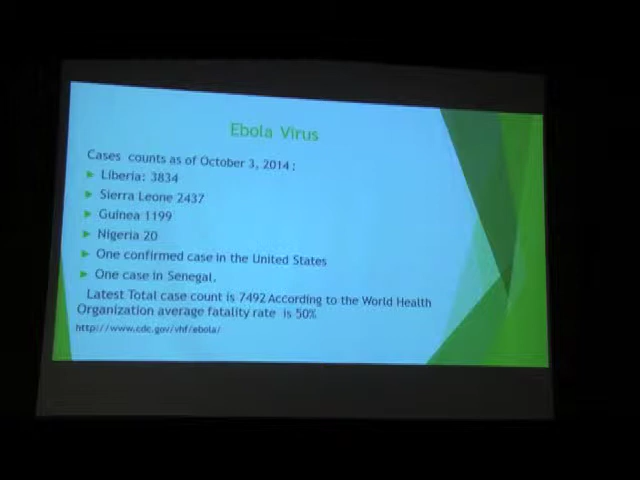 Ebola Virus
Cases counts as of October 3, 2014 :
Liberia: 3834
Sierra Leone 2437
Guinea 1199
Nigeria 20
One confirmed case in the United States
One case in Senegal.
Latest Total case count is 7492 According to the World Health
Organization average fatality rate is 50%
http://www.cdc.gov/vhf/ebola/